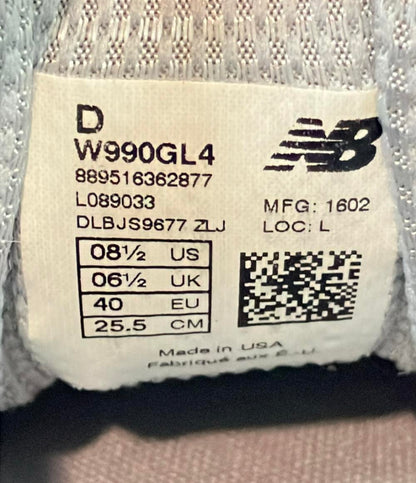 D
W990GL4
889516362877
L089033
DLBJS9677 ZLJ
NB
MFG: 1602
LOC: L
08½ US
06½ UK
40 EU
25.5 CM
Made in USA
Fabriqué aux É.-U.